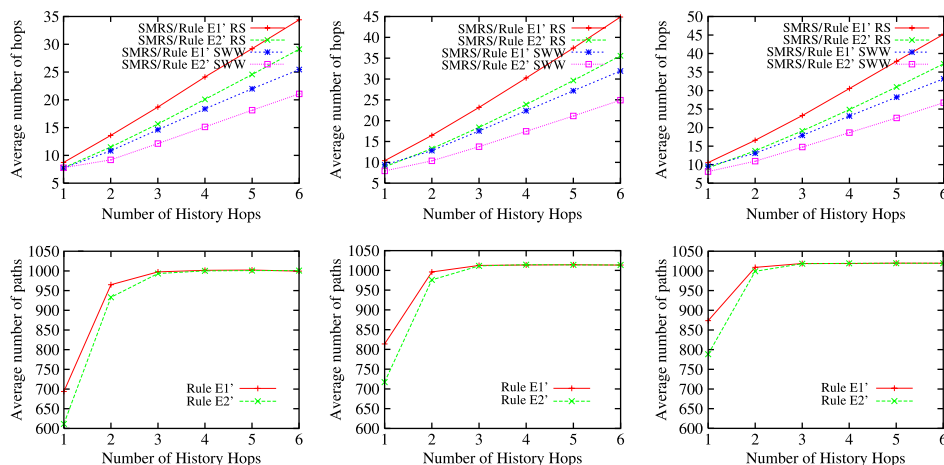 Average number of hops
35
30
25
20
15
10
5
SMRS/Rule E1' RS
SMRS/Rule E2' RS
SMRS/Rule E1' SWW
SMRS/Rule E2' SWW
1 2 3 4 5 6
Number of History Hops
Average number of hops
45
40
35
30
25
20
15
10
5
SMRS/Rule E1' RS
SMRS/Rule E2' RS
SMRS/Rule E1' SWW
SMRS/Rule E2' SWW
1 2 3 4 5 6
Number of History Hops
Average number of hops
50
45
40
35
30
25
20
15
10
5
SMRS/Rule E1' RS
SMRS/Rule E2' RS
SMRS/Rule E1' SWW
SMRS/Rule E2' SWW
1 2 3 4 5 6
Number of History Hops
Average number of paths
1050
1000
950
900
850
800
750
700
650
600
Rule E1'
Rule E2'
1 2 3 4 5 6
Number of History Hops
Average number of paths
1050
1000
950
900
850
800
750
700
650
600
Rule E1'
Rule E2'
1 2 3 4 5 6
Number of History Hops
Average number of paths
1050
1000
950
900
850
800
750
700
650
600
Rule E1'
Rule E2'
1 2 3 4 5 6
Number of History Hops